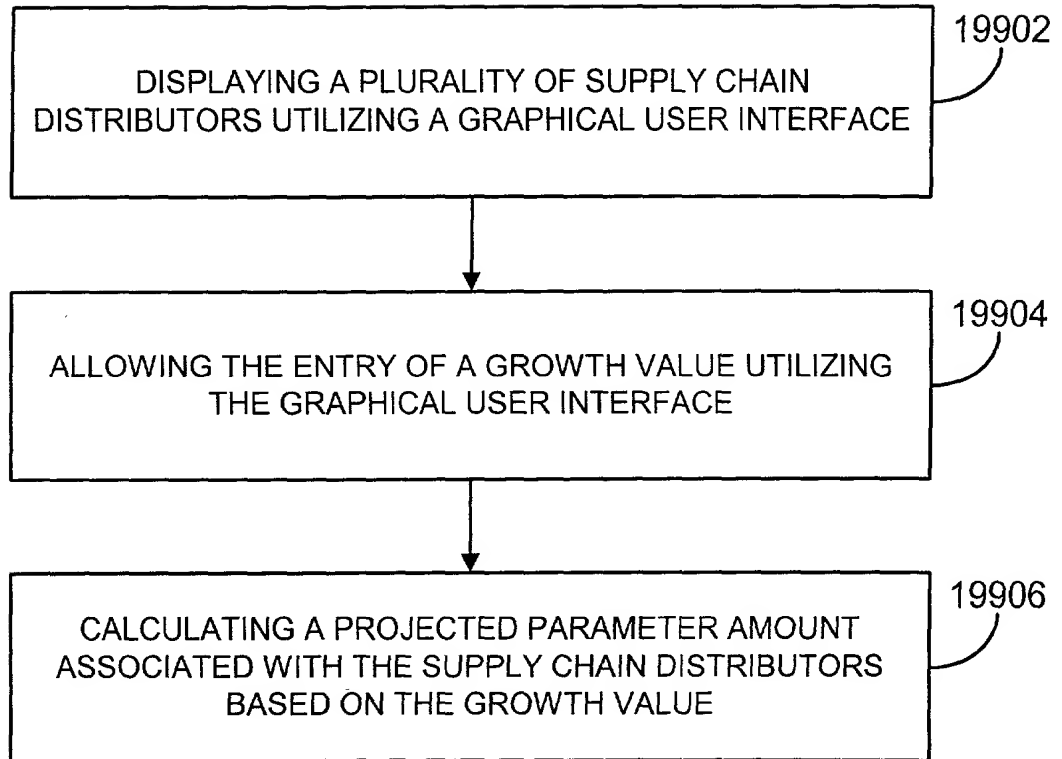 19902
DISPLAYING A PLURALITY OF SUPPLY CHAIN
DISTRIBUTORS UTILIZING A GRAPHICAL USER INTERFACE
19904
ALLOWING THE ENTRY OF A GROWTH VALUE UTILIZING
THE GRAPHICAL USER INTERFACE
19906
CALCULATING A PROJECTED PARAMETER AMOUNT
ASSOCIATED WITH THE SUPPLY CHAIN DISTRIBUTORS
BASED ON THE GROWTH VALUE